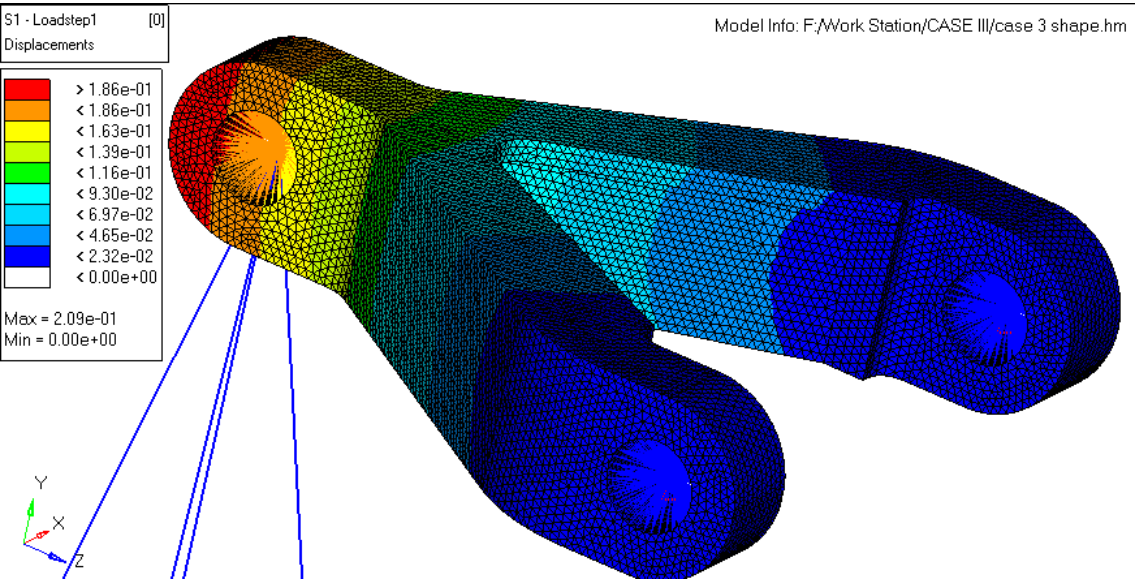 S1 - Loadstep1 [0]
Displacements
Model Info: F:/Work Station/CASE III/case 3 shape.hm
> 1.86e-01
< 1.86e-01
< 1.63e-01
< 1.39e-01
< 1.16e-01
< 9.30e-02
< 6.97e-02
< 4.65e-02
< 2.32e-02
< 0.00e+00
Max = 2.09e-01
Min = 0.00e+00
Y
X
Z